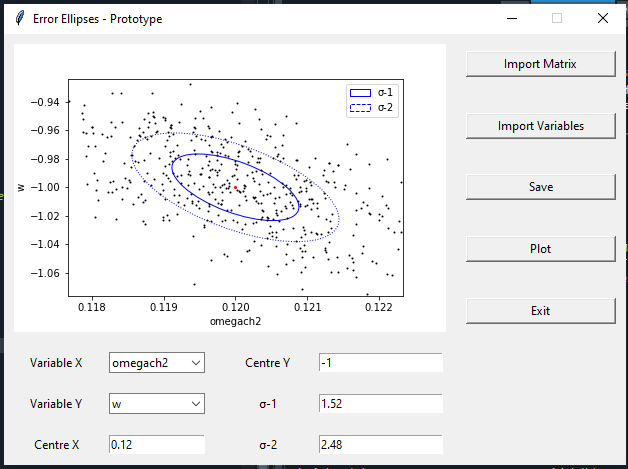 Error Ellipses - Prototype
σ-1
σ-2
−0.94
−0.96
−0.98
−1.00
−1.02
−1.04
−1.06
w
0.118 0.119 0.120 0.121 0.122
omegach2
Import Matrix
Import Variables
Save
Plot
Exit
Variable X omegach2 Centre Y -1
Variable Y w σ-1 1.52
Centre X 0.12 σ-2 2.48